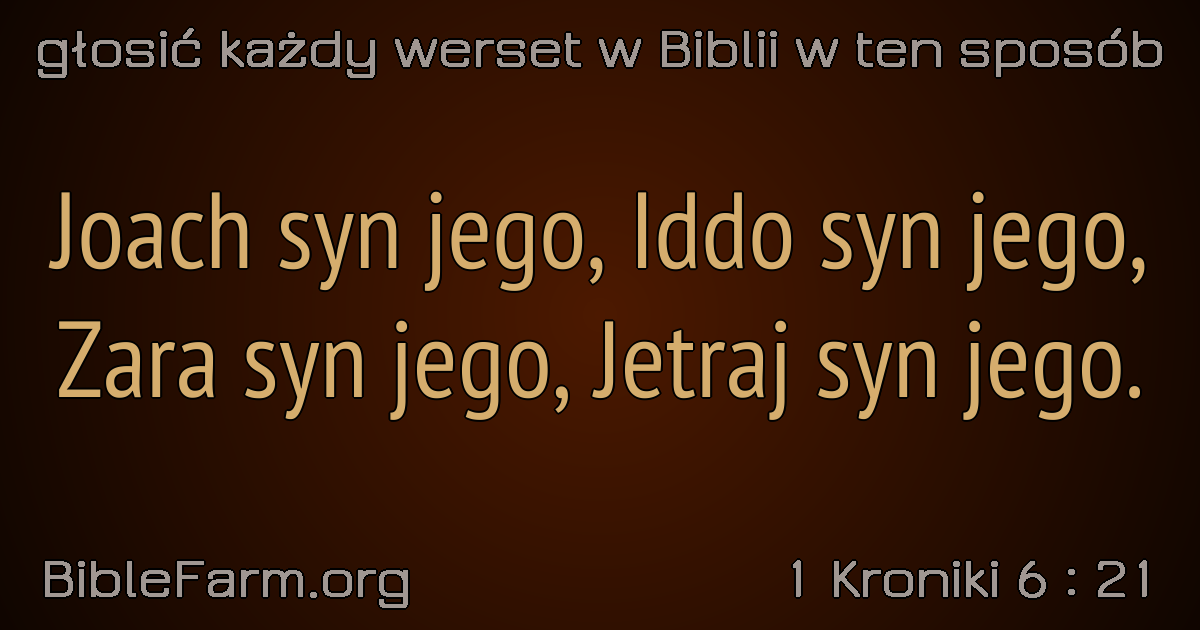 głosić każdy werset w Biblii w ten sposób
Joach syn jego, Iddo syn jego,
Zara syn jego, Jetraj syn jego.
BibleFarm.org
1 Kroniki 6 : 21